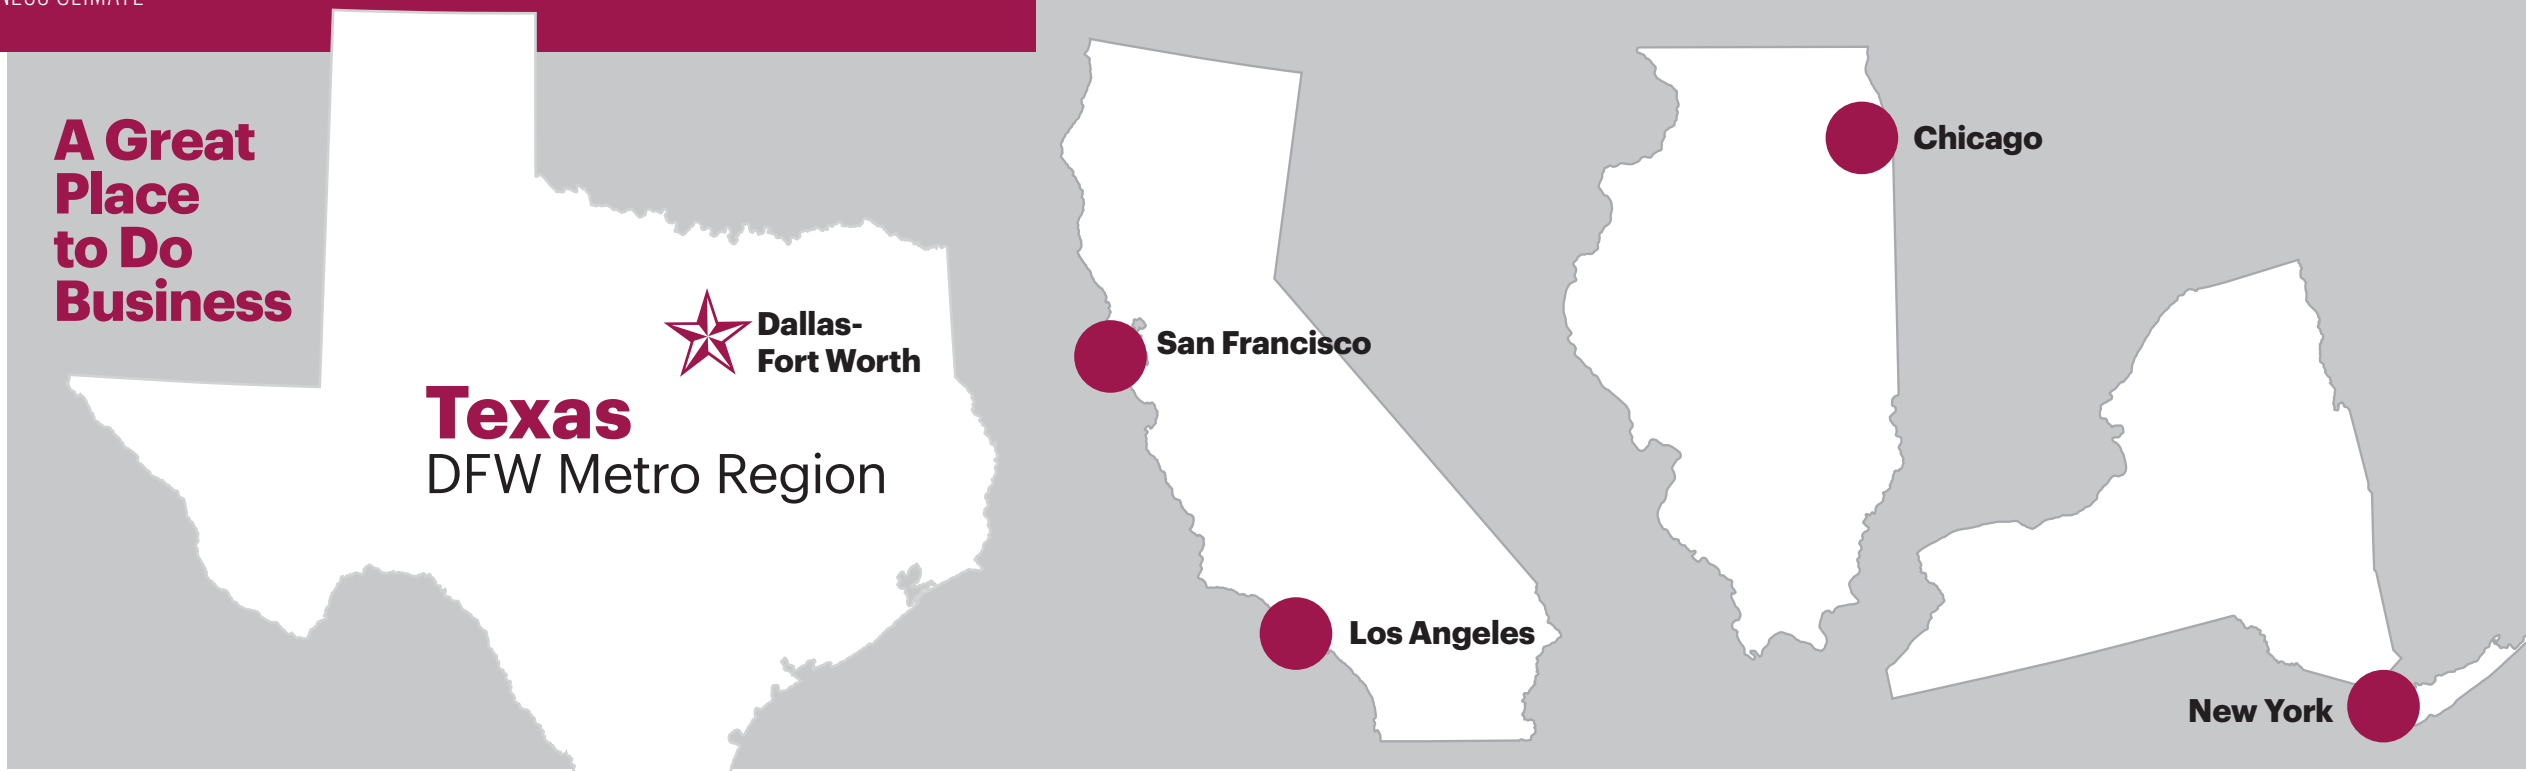 CLIMATE
A Great
Place
to Do
Business
Dallas-
Fort Worth
Texas
DFW Metro Region
San Francisco
Los Angeles
Chicago
New York